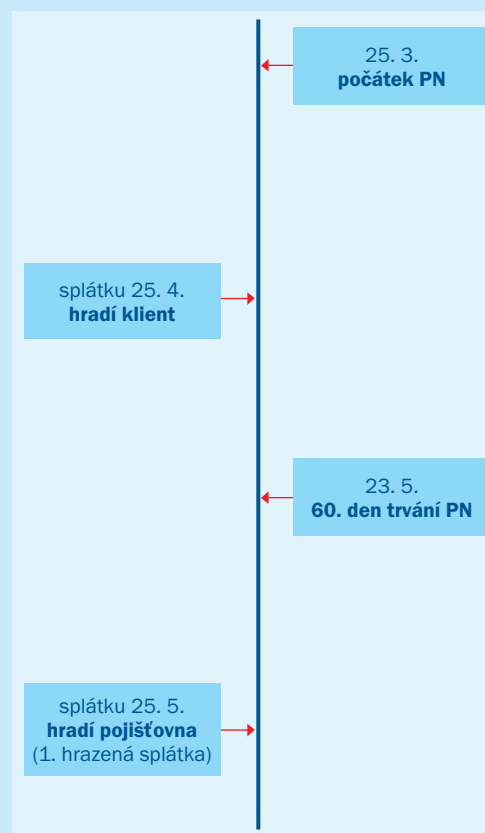 25. 3.
počátek PN
splátku 25. 4.
hradí klient
23. 5.
60. den trvání PN
splátku 25. 5.
hradí pojišťovna
(1. hrazená splátka)